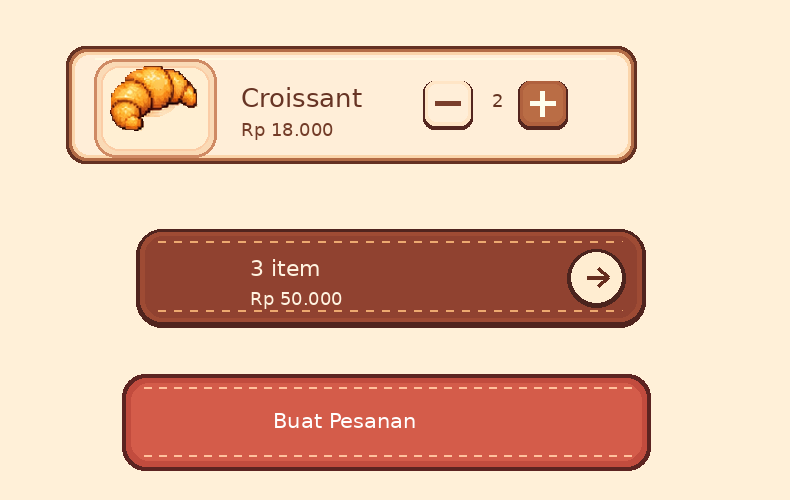 Croissant
Rp 18.000
2
3 item
Rp 50.000
Buat Pesanan